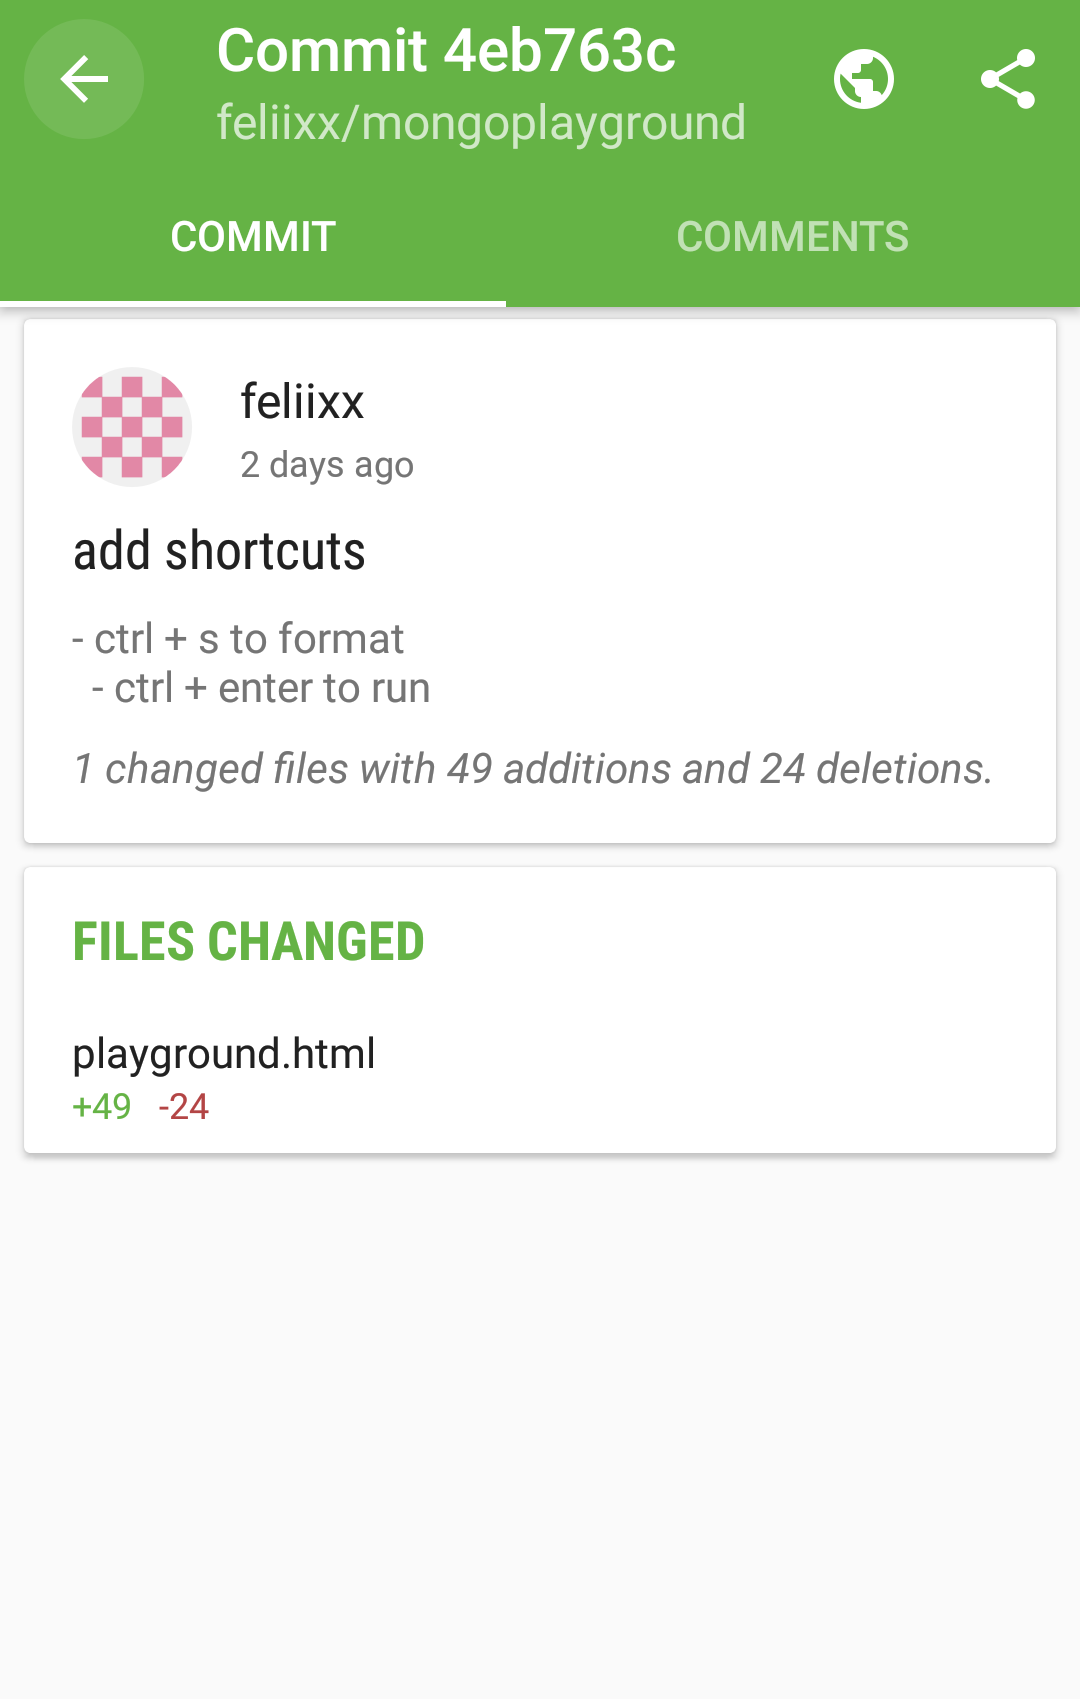 Commit 4eb763c
feliixx/mongoplayground
COMMIT
COMMENTS
feliixx
2 days ago
add shortcuts
- ctrl + s to format
- ctrl + enter to run
1 changed files with 49 additions and 24 deletions.
FILES CHANGED
playground.html
+49 -24